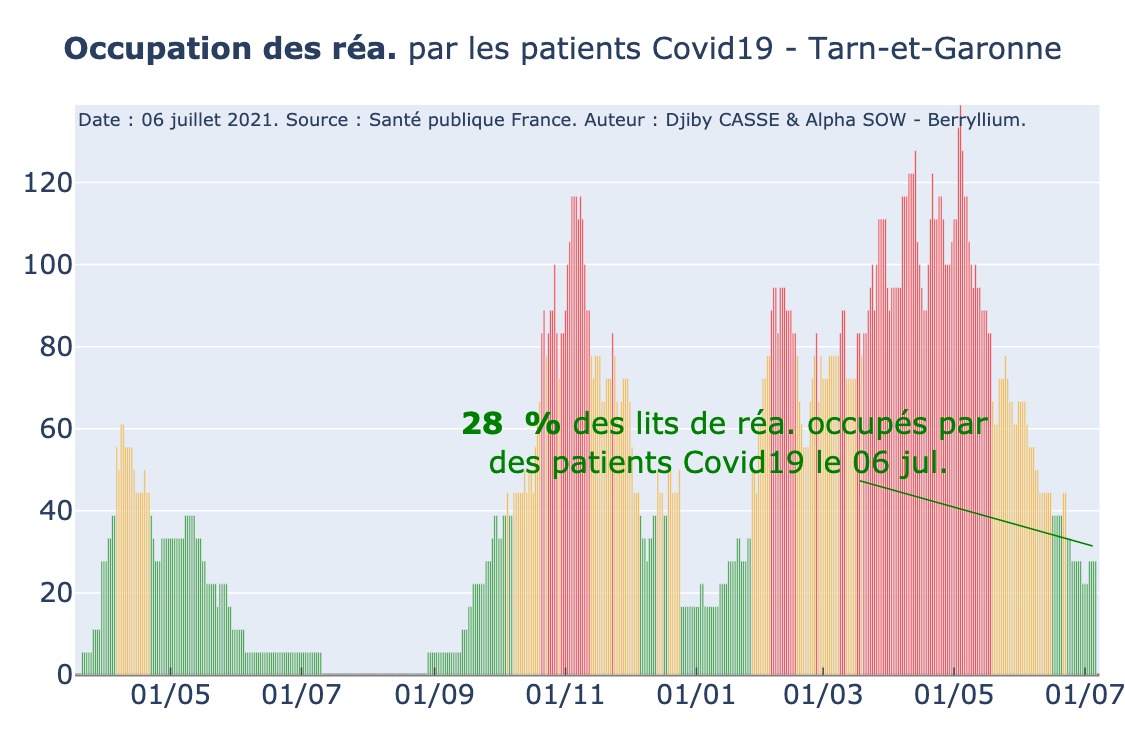 Occupation des réa. par les patients Covid19 - Tarn-et-Garonne
Date : 06 juillet 2021. Source : Santé publique France. Auteur : Djiby CASSE & Alpha SOW - Berryllium.
120
100
80
60
40
20
0
28 % des lits de réa. occupés par
des patients Covid19 le 06 jul.
01/05 01/07 01/09 01/11 01/01 01/03 01/05 01/07